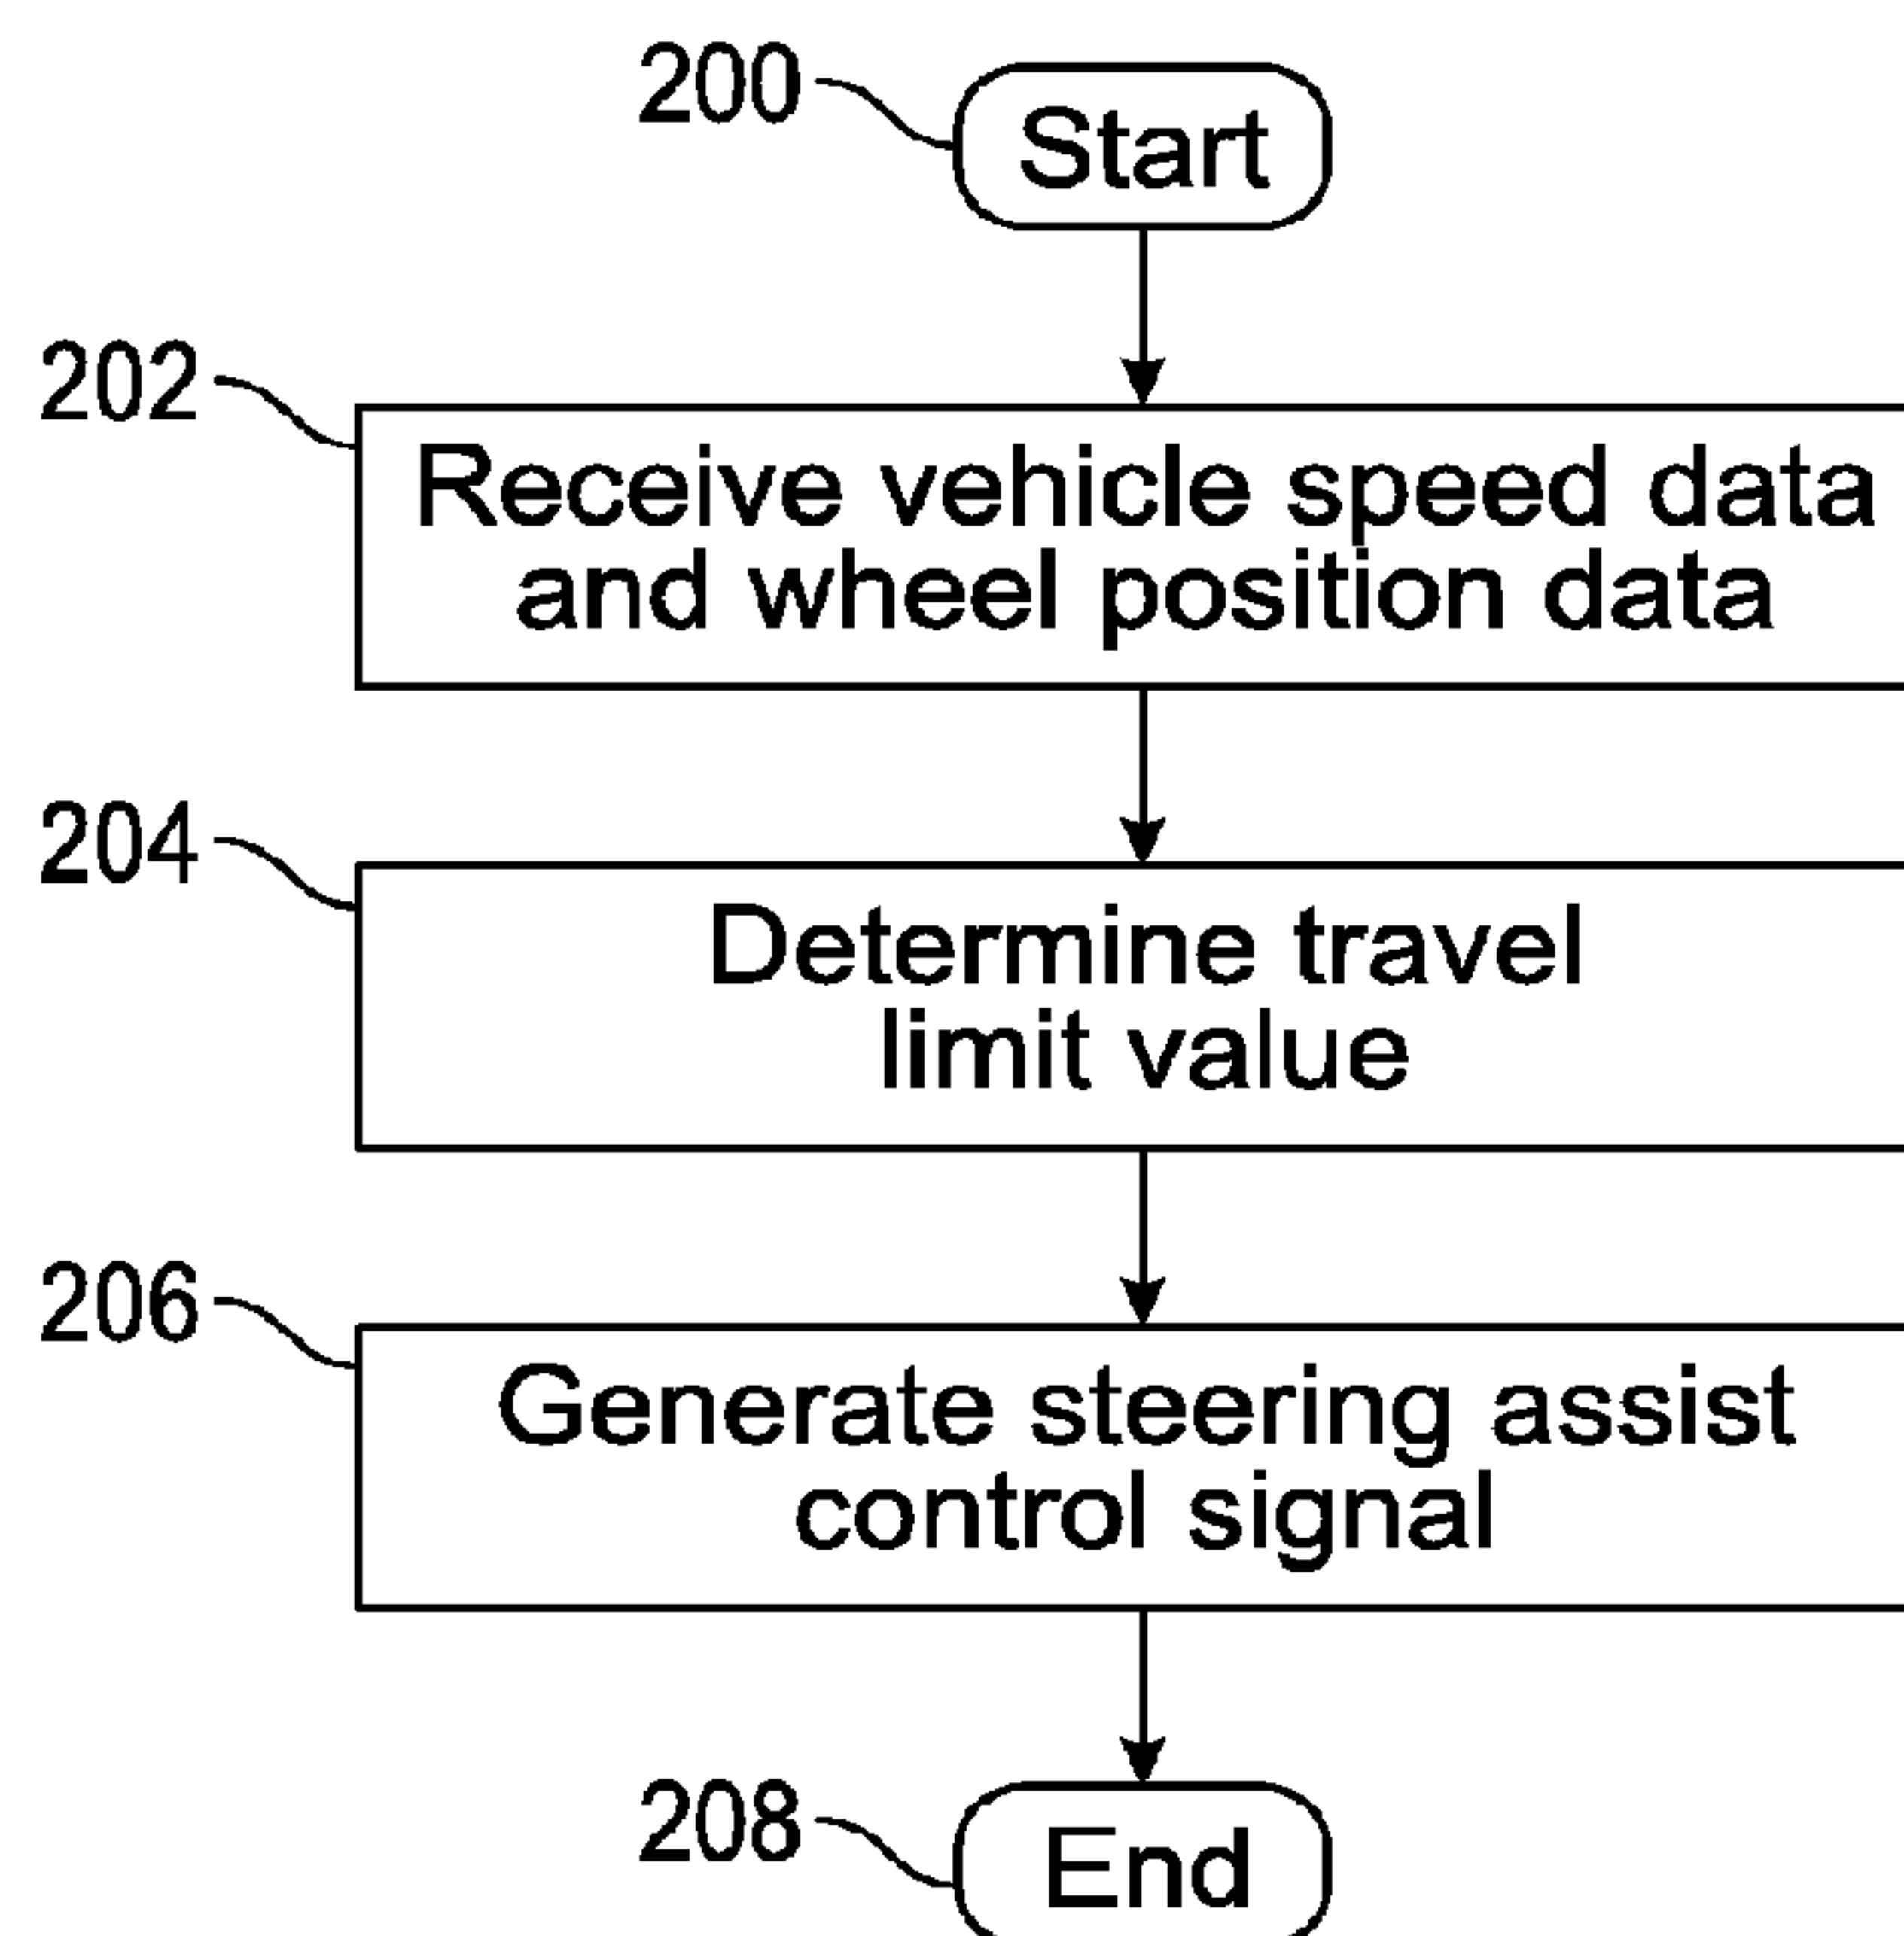 200
Start
202
Receive vehicle speed data
and wheel position data
204
Determine travel
limit value
206
Generate steering assist
control signal
208
End